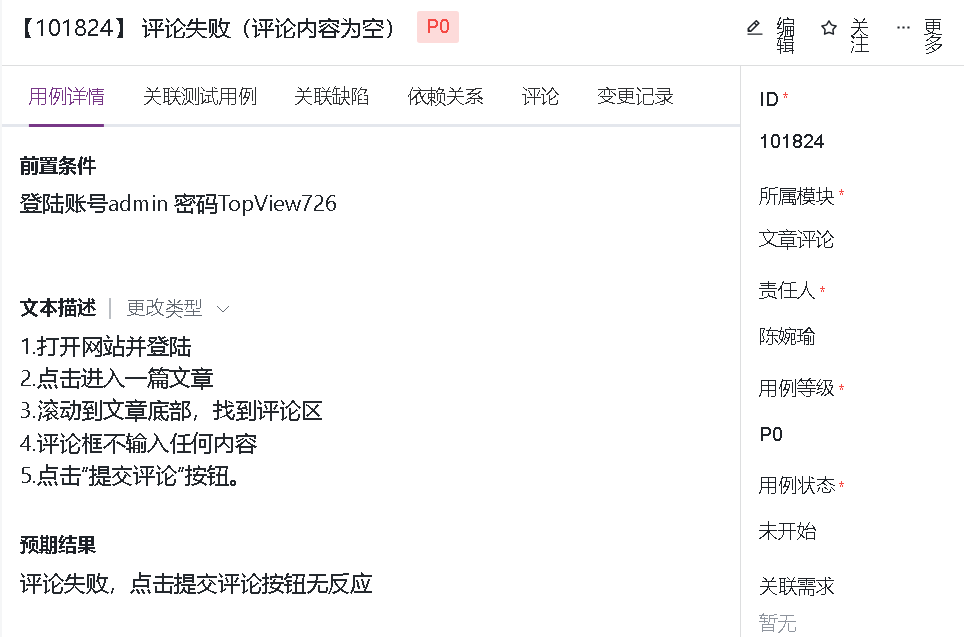 【101824】 评论失败（评论内容为空） P0
编辑 关注 更多
用例详情 关联测试用例 关联缺陷 依赖关系 评论 变更记录
前置条件
登陆账号admin 密码TopView726
文本描述 | 更改类型
1.打开网站并登陆
2.点击进入一篇文章
3.滚动到文章底部，找到评论区
4.评论框不输入任何内容
5.点击“提交评论”按钮。
预期结果
评论失败，点击提交评论按钮无反应
ID *
101824
所属模块 *
文章评论
责任人 *
陈婉瑜
用例等级 *
P0
用例状态 *
未开始
关联需求
暂无